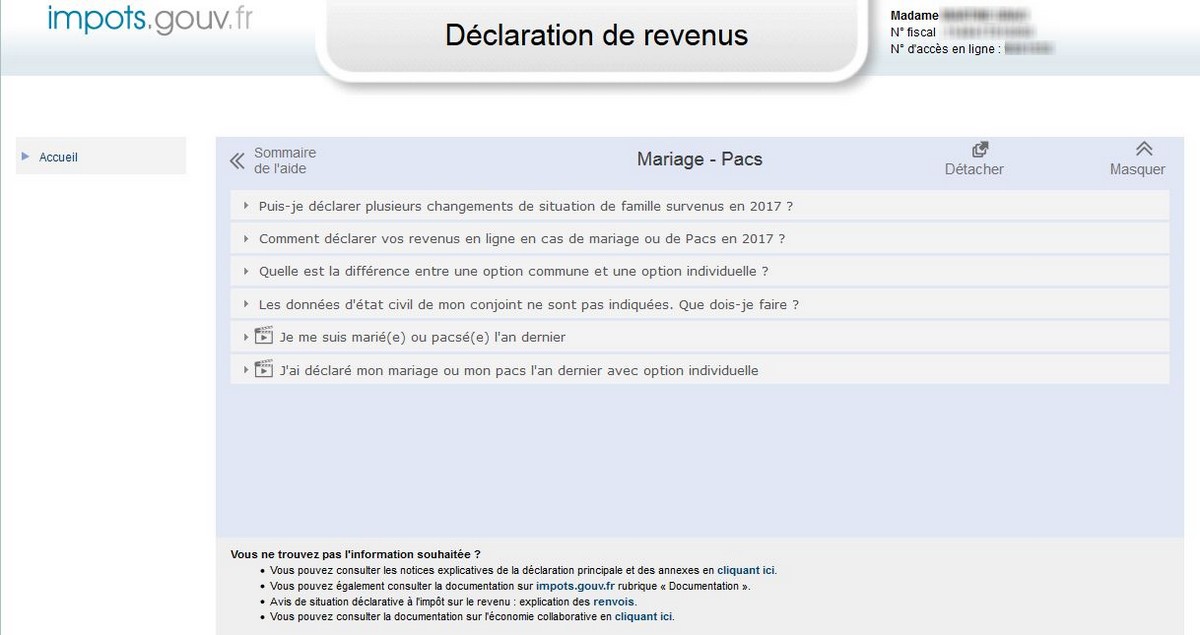 impots.gouv.fr
Déclaration de revenus
Madame
N° fiscal
N° d'accès en ligne :
Accueil
Sommaire
de l'aide
Mariage - Pacs
Détacher
Masquer
Puis-je déclarer plusieurs changements de situation de famille survenus en 2017 ?
Comment déclarer vos revenus en ligne en cas de mariage ou de Pacs en 2017 ?
Quelle est la différence entre une option commune et une option individuelle ?
Les données d'état civil de mon conjoint ne sont pas indiquées. Que dois-je faire ?
Je me suis marié(e) ou pacsé(e) l'an dernier
J'ai déclaré mon mariage ou mon pacs l'an dernier avec option individuelle
Vous ne trouvez pas l'information souhaitée ?
• Vous pouvez consulter les notices explicatives de la déclaration principale et des annexes en cliquant ici.
• Vous pouvez également consulter la documentation sur impots.gouv.fr rubrique « Documentation ».
• Avis de situation déclarative à l'impôt sur le revenu : explication des renvois.
• Vous pouvez consulter la documentation sur l'économie collaborative en cliquant ici.